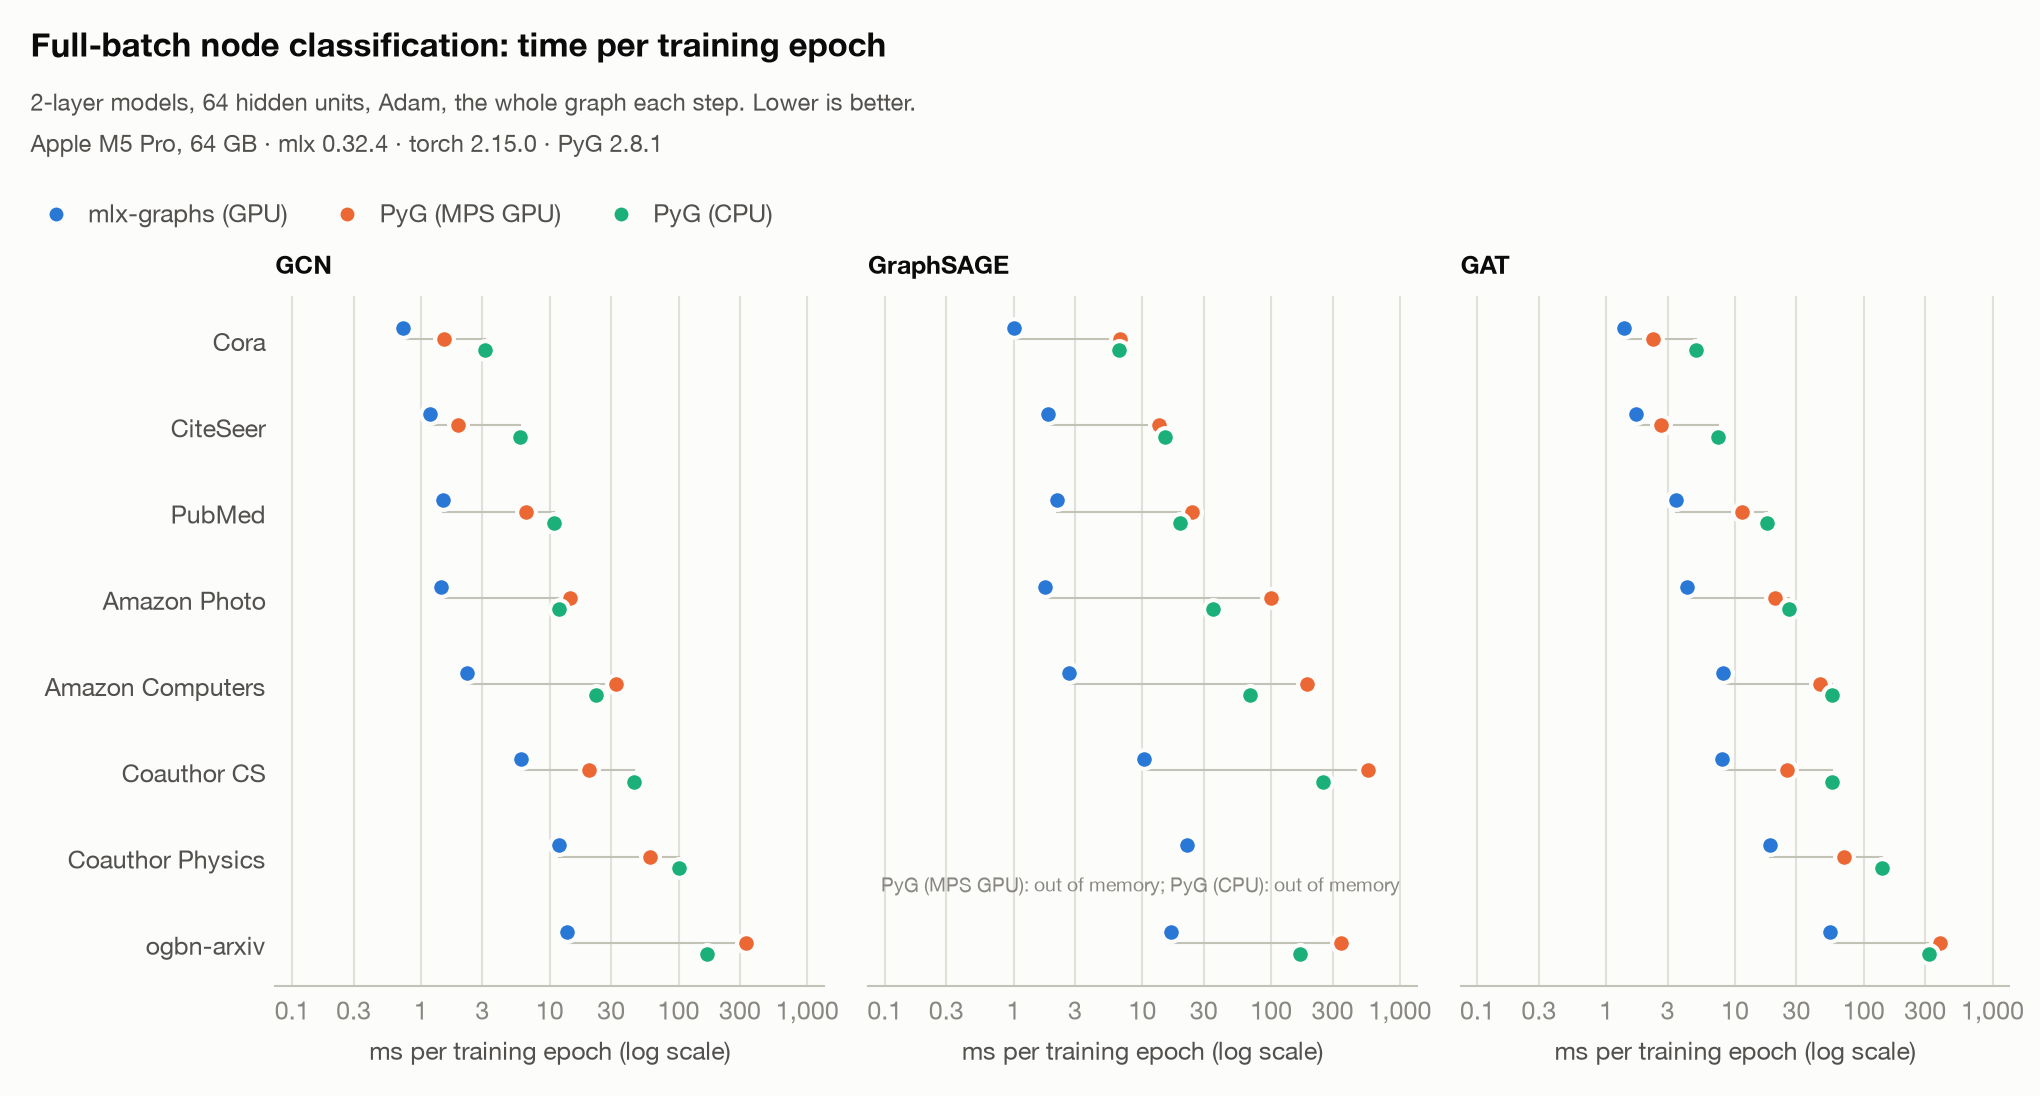 Full-batch node classification: time per training epoch
2-layer models, 64 hidden units, Adam, the whole graph each step. Lower is better.
Apple M5 Pro, 64 GB · mlx 0.32.4 · torch 2.15.0 · PyG 2.8.1
mlx-graphs (GPU) PyG (MPS GPU) PyG (CPU)
GCN GraphSAGE GAT
Cora
CiteSeer
PubMed
Amazon Photo
Amazon Computers
Coauthor CS
Coauthor Physics
PyG (MPS GPU): out of memory; PyG (CPU): out of memory
ogbn-arxiv
0.1 0.3 1 3 10 30 100 300 1,000 0.1 0.3 1 3 10 30 100 300 1,000 0.1 0.3 1 3 10 30 100 300 1,000
ms per training epoch (log scale) ms per training epoch (log scale) ms per training epoch (log scale)